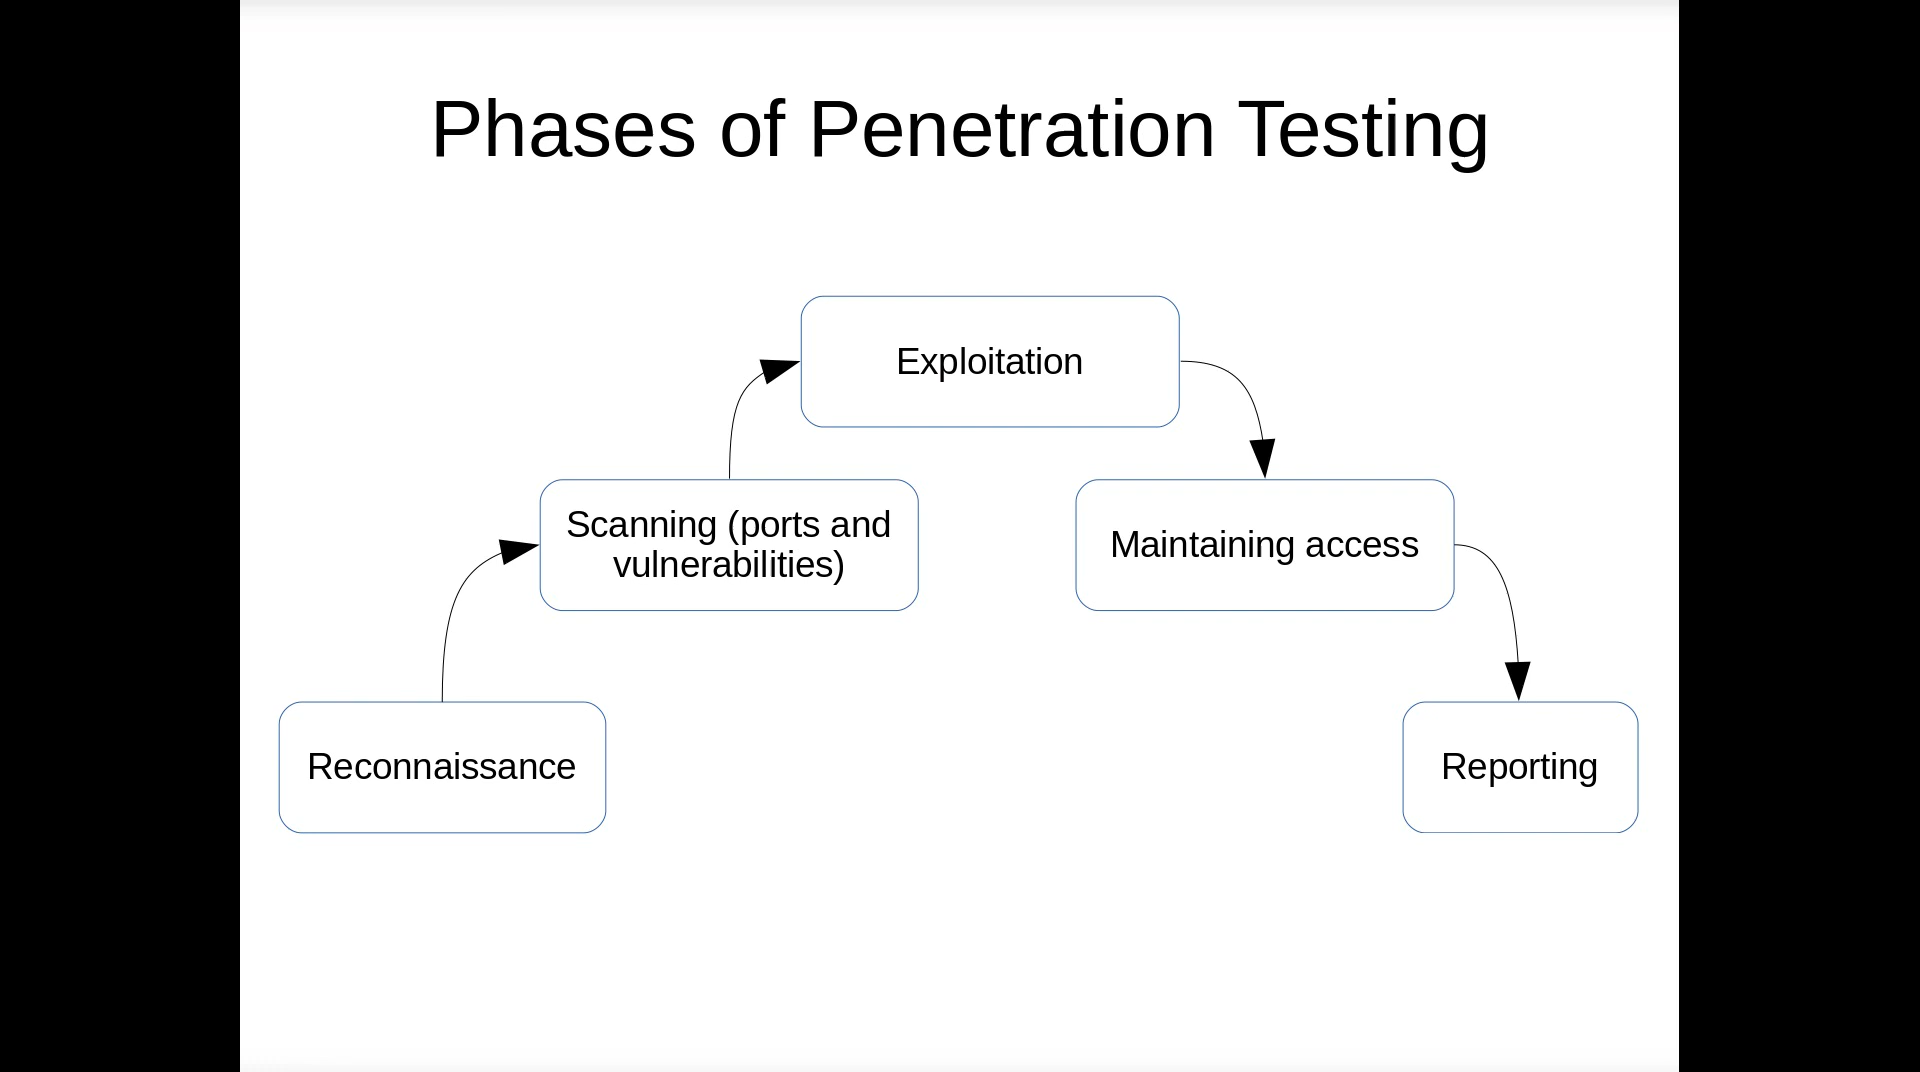 Phases of Penetration Testing
Exploitation
Scanning (ports and
vulnerabilities)
Maintaining access
Reconnaissance
Reporting